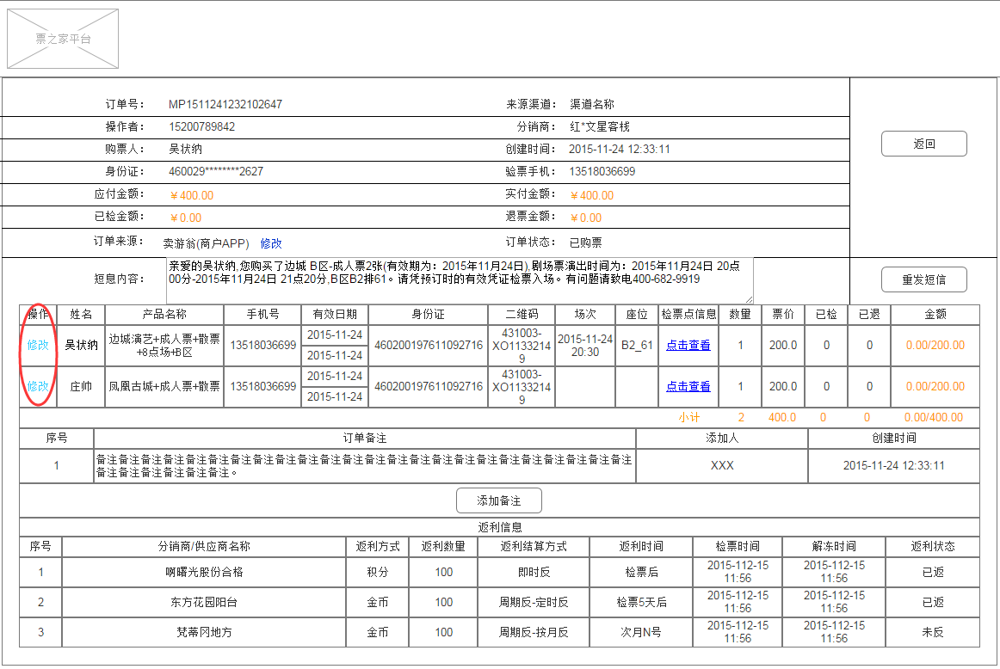 票之家平台
订单号： MP1511241232102647 来源渠道： 渠道名称
操作者： 15200789842 分销商： 红*文星客栈
返回
购票人： 吴状纳 创建时间： 2015-11-24 12:33:11
身份证： 460029********2627 验票手机： 13518036699
应付金额： ￥400.00 实付金额： ￥400.00
已检金额： ￥0.00 退票金额： ￥0.00
订单来源： 卖游翁(商户APP) 修改 订单状态： 已购票
短息内容： 亲爱的吴状纳,您购买了边城 B区-成人票2张(有效期为：2015年11月24日),剧场票演出时间为：2015年11月24日 20点
00分-2015年11月24日 21点20分,B区B2排61。请凭预订时的有效凭证检票入场。有问题请致电400-682-9919
重发短信
操作 姓名 产品名称 手机号 有效日期 身份证 二维码 场次 座位 检票点信息 数量 票价 已检 已退 金额
修改 吴状纳 边城演艺+成人票+散票
+8点场+B区 13518036699 2015-11-24
2015-11-24 460200197611092716 431003-
XO1133214
9 2015-11-24
20:30 B2_61 点击查看 1 200.0 0 0 0.00/200.00
修改 庄帅 凤凰古城+成人票+散票 13518036699 2015-11-24
2015-11-24 460200197611092716 431003-
XO1133214
9 点击查看 1 200.00 0 0 0.00/200.00
小计 2 400.0 0 0 0.00/400.00
序号 订单备注 添加人 创建时间
1 备注备注备注备注备注备注备注备注备注备注备注备注备注备注备注备注备注备注备注备注备注备注备注备注
备注备注备注备注备注备注。 XXX 2015-11-24 12:33:11
添加备注
返利信息
序号 分销商/供应商名称 返利方式 返利数量 返利结算方式 返利时间 检票时间 解冻时间 返利状态
1 啊曙光股份合格 积分 100 即时反 检票后 2015-112-15
11:56 2015-112-15
11:56 已返
2 东方花园阳台 金币 100 周期反-定时反 检票5天后 2015-112-15
11:56 2015-112-15
11:56 已返
3 梵蒂冈地方 金币 100 周期反-按月反 次月N号 2015-112-15
11:56 2015-112-15
11:56 未反